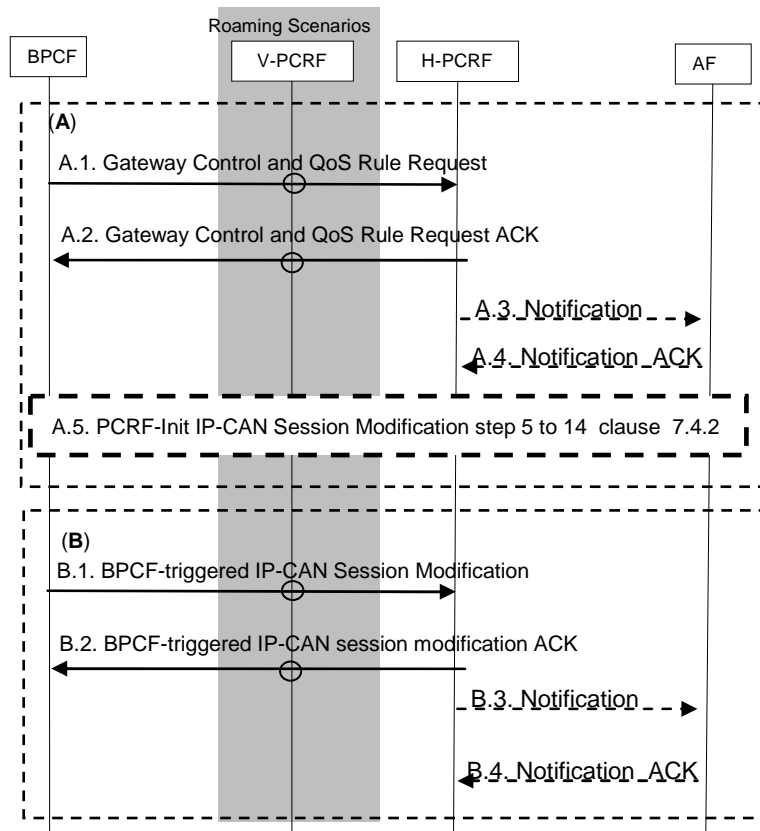 Roaming Scenarios
BPCF
V-PCRF
H-PCRF
AF
(A)
A.1. Gateway Control and QoS Rule Request
A.2. Gateway Control and QoS Rule Request ACK
A.3. Notification
A.4. Notification ACK
A.5. PCRF-Init IP-CAN Session Modification step 5 to 14 clause 7.4.2
(B)
B.1. BPCF-triggered IP-CAN Session Modification
B.2. BPCF-triggered IP-CAN session modification ACK
B.3. Notification
B.4. Notification ACK